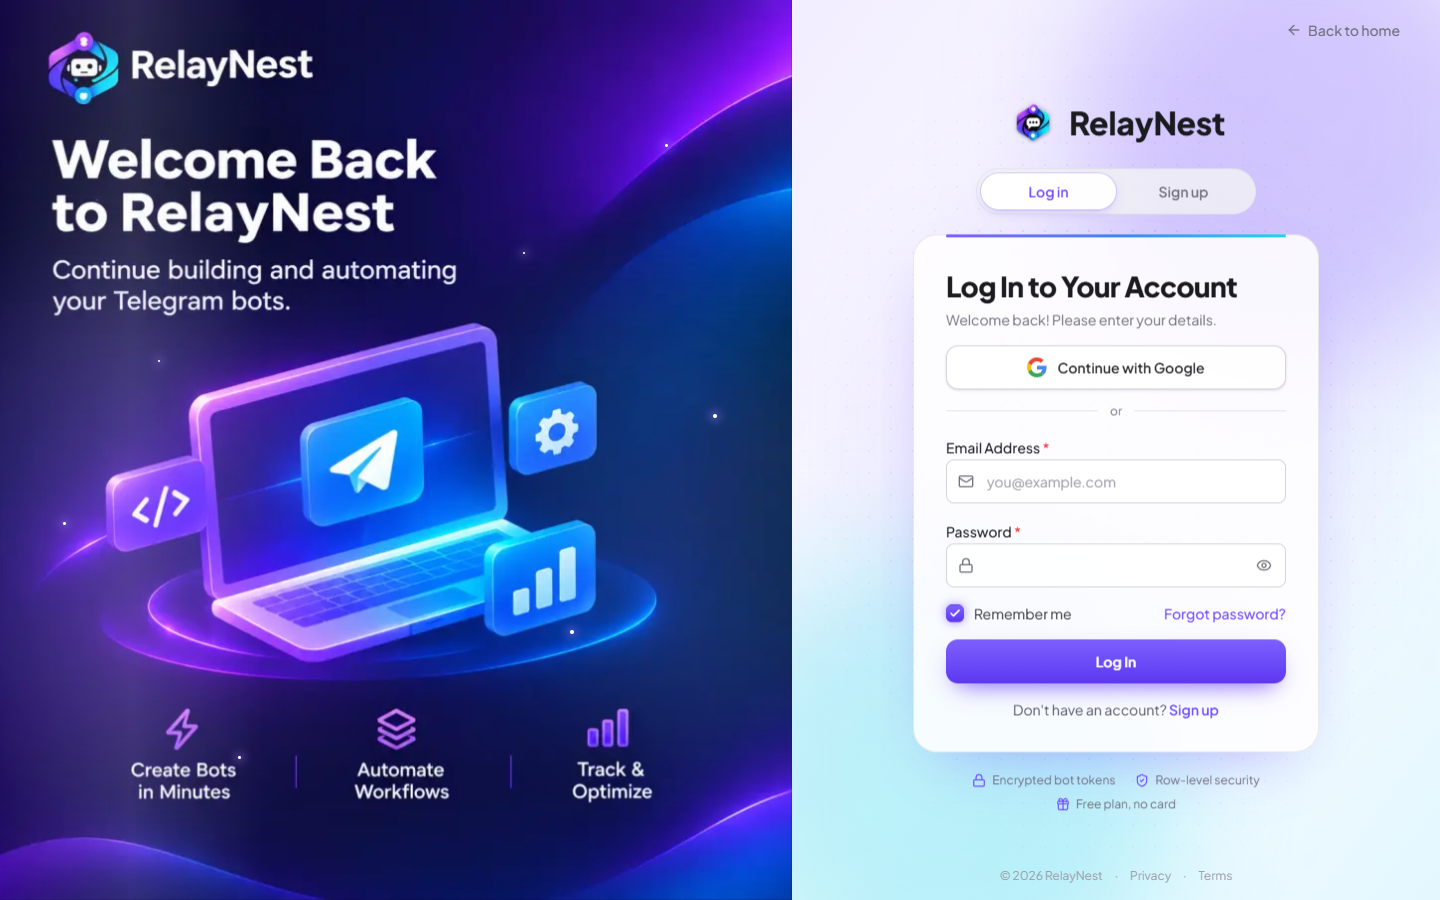 RelayNest
Welcome Back
to RelayNest
Continue building and automating
your Telegram bots.
</>
Create Bots
in Minutes
Automate
Workflows
Track &
Optimize
Back to home
RelayNest
Log in
Sign up
Log In to Your Account
Welcome back! Please enter your details.
Continue with Google
or
Email Address *
you@example.com
Password *
Remember me
Forgot password?
Log In
Don't have an account? Sign up
Encrypted bot tokens
Row-level security
Free plan, no card
© 2026 RelayNest · Privacy · Terms